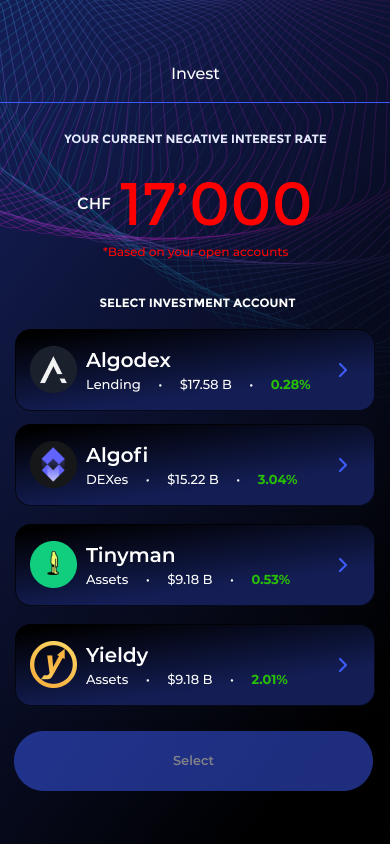 Invest
YOUR CURRENT NEGATIVE INTEREST RATE
CHF 17’000
*Based on your open accounts
SELECT INVESTMENT ACCOUNT
Algodex
Lending • $17.58 B • 0.28%
Algofi
DEXes • $15.22 B • 3.04%
Tinyman
Assets • $9.18 B • 0.53%
Yieldy
Assets • $9.18 B • 2.01%
Select